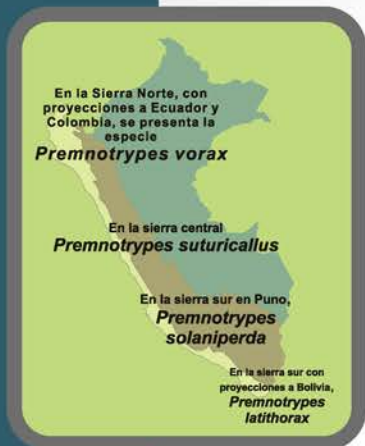 En la Sierra Norte, con
proyecciones a Ecuador y
Colombia, se presenta la
especie
Premnotrypes vorax
En la sierra central
Premnotrypes suturicallus
En la sierra sur en Puno,
Premnotrypes
solaniperda
En la sierra sur con
proyecciones a Bolivia,
Premnotrypes
latithorax